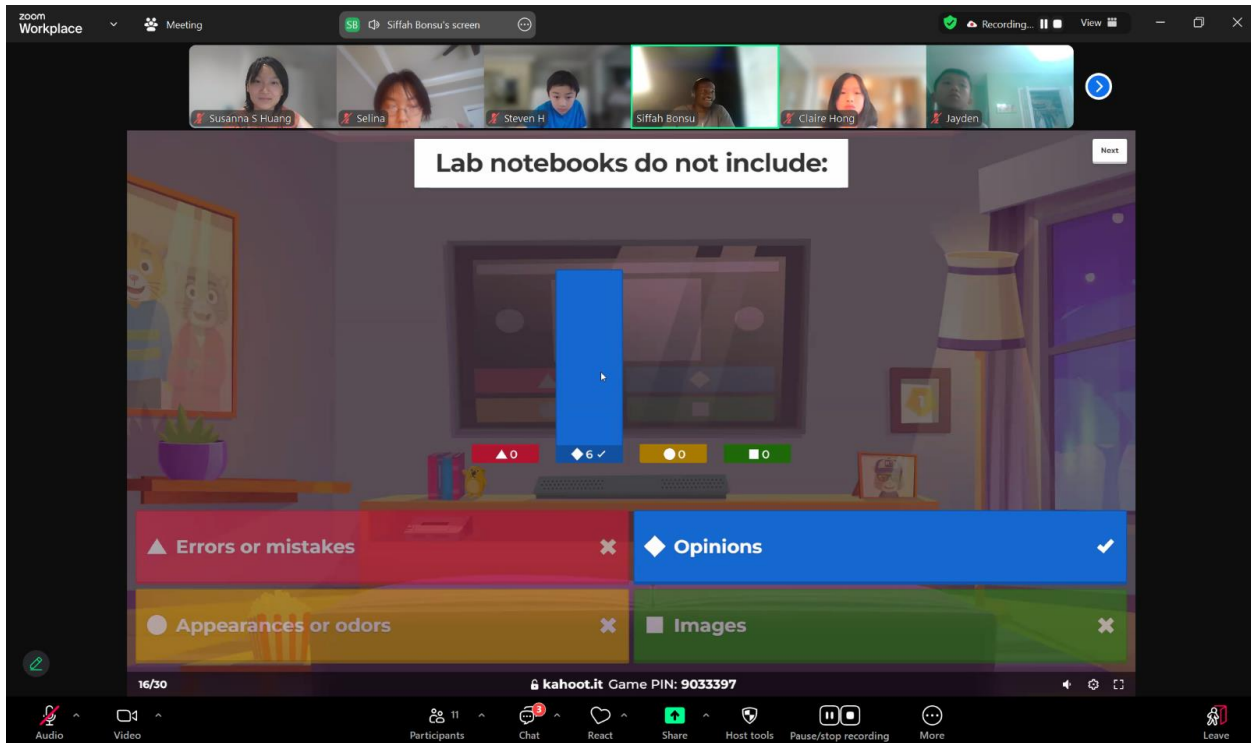 zoom
Workplace
Meeting
SB Siffah Bonsu's screen
Recording...
View
Susanna S Huang
Selina
Steven H
Siffah Bonsu
Claire Hong
Jayden
Lab notebooks do not include:
Next
0
6
0
0
Errors or mistakes
Opinions
Appearances or odors
Images
16/30
kahoot.it Game PIN: 9033397
Audio
Video
11
Participants
3
Chat
React
Share
Host tools
Pause/stop recording
More
Leave